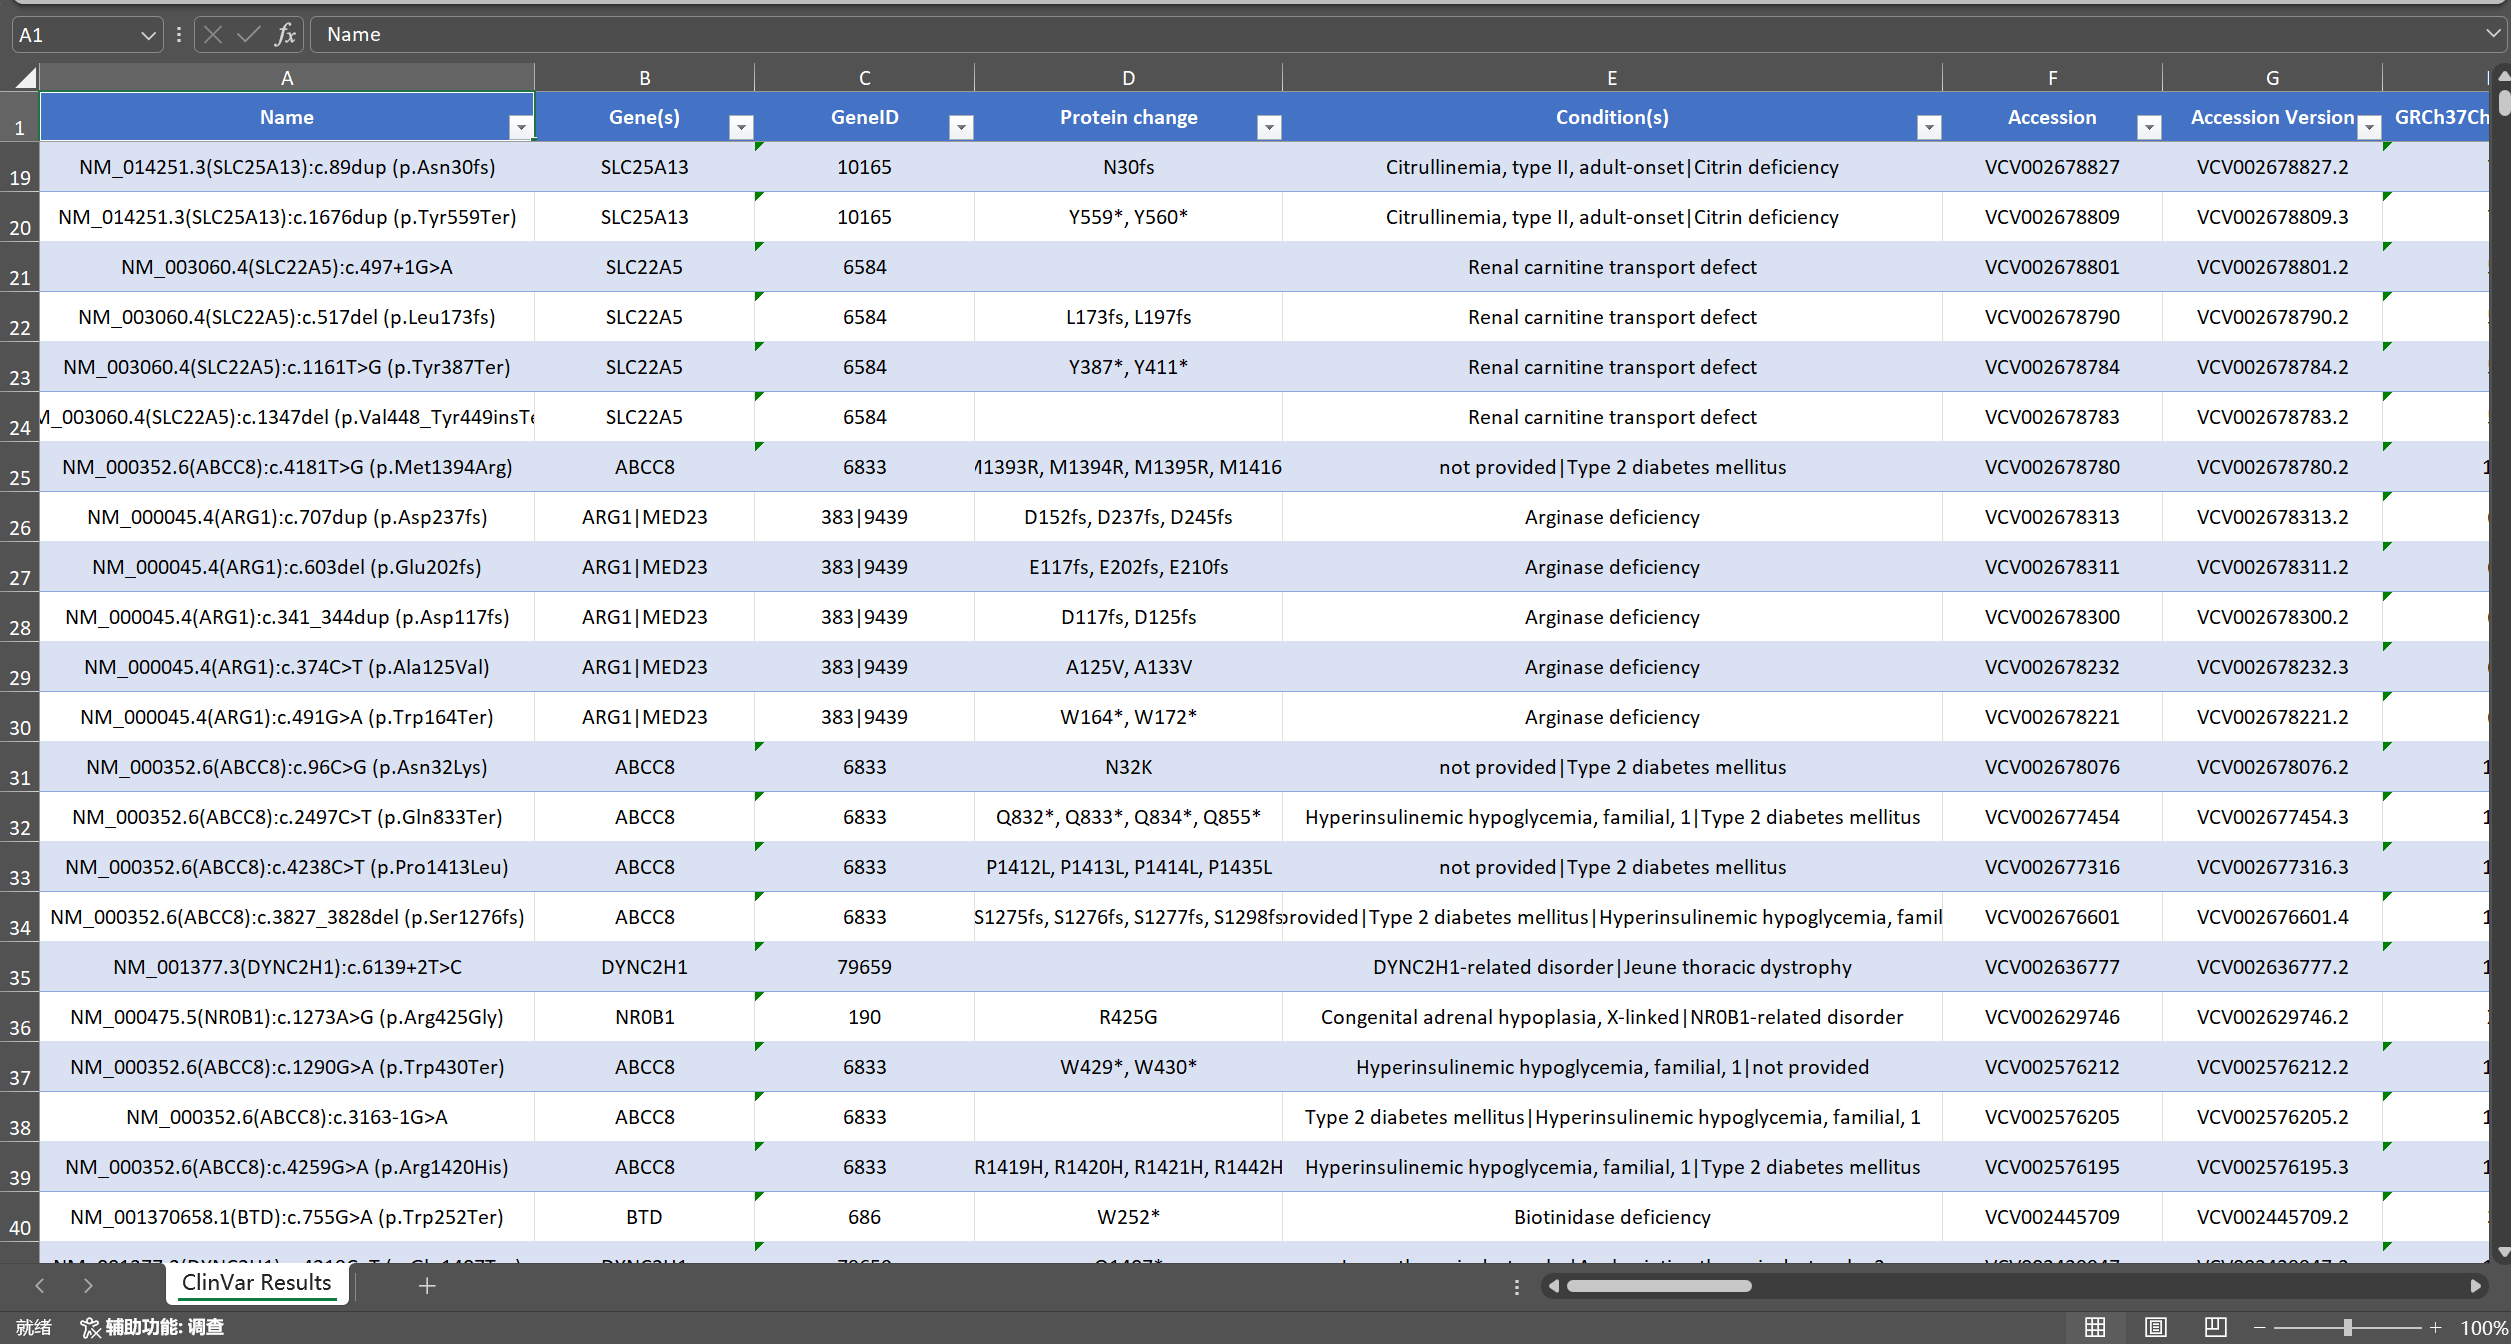 A1 fx Name
A B C D E F G
1 Name Gene(s) GeneID Protein change Condition(s) Accession Accession Version GRCh37Ch
19 NM_014251.3(SLC25A13):c.89dup (p.Asn30fs) SLC25A13 10165 N30fs Citrullinemia, type II, adult-onset|Citrin deficiency VCV002678827 VCV002678827.2
20 NM_014251.3(SLC25A13):c.1676dup (p.Tyr559Ter) SLC25A13 10165 Y559*, Y560* Citrullinemia, type II, adult-onset|Citrin deficiency VCV002678809 VCV002678809.3
21 NM_003060.4(SLC22A5):c.497+1G>A SLC22A5 6584 Renal carnitine transport defect VCV002678801 VCV002678801.2
22 NM_003060.4(SLC22A5):c.517del (p.Leu173fs) SLC22A5 6584 L173fs, L197fs Renal carnitine transport defect VCV002678790 VCV002678790.2
23 NM_003060.4(SLC22A5):c.1161T>G (p.Tyr387Ter) SLC22A5 6584 Y387*, Y411* Renal carnitine transport defect VCV002678784 VCV002678784.2
24 M_003060.4(SLC22A5):c.1347del (p.Val448_Tyr449insTe SLC22A5 6584 Renal carnitine transport defect VCV002678783 VCV002678783.2
25 NM_000352.6(ABCC8):c.4181T>G (p.Met1394Arg) ABCC8 6833 M1393R, M1394R, M1395R, M1416 not provided|Type 2 diabetes mellitus VCV002678780 VCV002678780.2 1
26 NM_000045.4(ARG1):c.707dup (p.Asp237fs) ARG1|MED23 383|9439 D152fs, D237fs, D245fs Arginase deficiency VCV002678313 VCV002678313.2
27 NM_000045.4(ARG1):c.603del (p.Glu202fs) ARG1|MED23 383|9439 E117fs, E202fs, E210fs Arginase deficiency VCV002678311 VCV002678311.2
28 NM_000045.4(ARG1):c.341_344dup (p.Asp117fs) ARG1|MED23 383|9439 D117fs, D125fs Arginase deficiency VCV002678300 VCV002678300.2
29 NM_000045.4(ARG1):c.374C>T (p.Ala125Val) ARG1|MED23 383|9439 A125V, A133V Arginase deficiency VCV002678232 VCV002678232.3
30 NM_000045.4(ARG1):c.491G>A (p.Trp164Ter) ARG1|MED23 383|9439 W164*, W172* Arginase deficiency VCV002678221 VCV002678221.2
31 NM_000352.6(ABCC8):c.96C>G (p.Asn32Lys) ABCC8 6833 N32K not provided|Type 2 diabetes mellitus VCV002678076 VCV002678076.2 1
32 NM_000352.6(ABCC8):c.2497C>T (p.Gln833Ter) ABCC8 6833 Q832*, Q833*, Q834*, Q855* Hyperinsulinemic hypoglycemia, familial, 1|Type 2 diabetes mellitus VCV002677454 VCV002677454.3 1
33 NM_000352.6(ABCC8):c.4238C>T (p.Pro1413Leu) ABCC8 6833 P1412L, P1413L, P1414L, P1435L not provided|Type 2 diabetes mellitus VCV002677316 VCV002677316.3 1
34 NM_000352.6(ABCC8):c.3827_3828del (p.Ser1276fs) ABCC8 6833 S1275fs, S1276fs, S1277fs, S1298fs provided|Type 2 diabetes mellitus|Hyperinsulinemic hypoglycemia, famil VCV002676601 VCV002676601.4 1
35 NM_001377.3(DYNC2H1):c.6139+2T>C DYNC2H1 79659 DYNC2H1-related disorder|Jeune thoracic dystrophy VCV002636777 VCV002636777.2 1
36 NM_000475.5(NR0B1):c.1273A>G (p.Arg425Gly) NR0B1 190 R425G Congenital adrenal hypoplasia, X-linked|NR0B1-related disorder VCV002629746 VCV002629746.2
37 NM_000352.6(ABCC8):c.1290G>A (p.Trp430Ter) ABCC8 6833 W429*, W430* Hyperinsulinemic hypoglycemia, familial, 1|not provided VCV002576212 VCV002576212.2 1
38 NM_000352.6(ABCC8):c.3163-1G>A ABCC8 6833 Type 2 diabetes mellitus|Hyperinsulinemic hypoglycemia, familial, 1 VCV002576205 VCV002576205.2 1
39 NM_000352.6(ABCC8):c.4259G>A (p.Arg1420His) ABCC8 6833 R1419H, R1420H, R1421H, R1442H Hyperinsulinemic hypoglycemia, familial, 1|Type 2 diabetes mellitus VCV002576195 VCV002576195.3 1
40 NM_001370658.1(BTD):c.755G>A (p.Trp252Ter) BTD 686 W252* Biotinidase deficiency VCV002445709 VCV002445709.2
ClinVar Results
就绪 辅助功能: 调查 100%